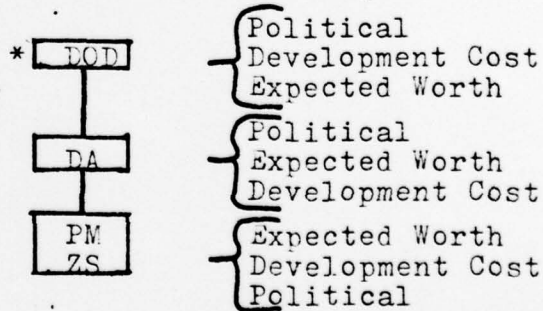 Political
* DOD Development Cost
Expected Worth
Political
DA Expected Worth
Development Cost
PM Expected Worth
ZS Development Cost
Political